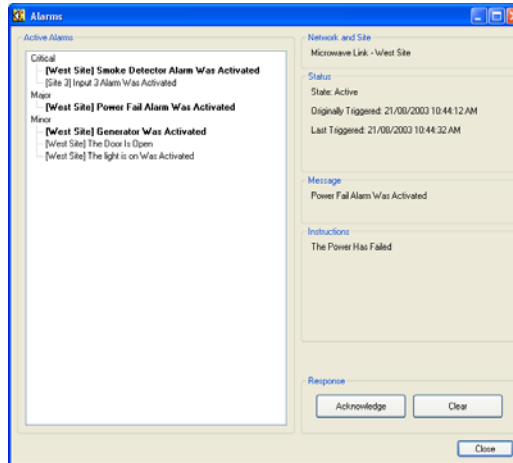 Alarms
Active Alarms
Critical
[West Site] Smoke Detector Alarm Was Activated
[Site 3] Input 3 Alarm Was Activated
Major
[West Site] Power Fail Alarm Was Activated
Minor
[West Site] Generator Was Activated
[West Site] The Door Is Open
[West Site] The light is on Was Activated
Network and Site
Microwave Link - West Site
Status
State: Active
Originally Triggered: 21/08/2003 10:44:12 AM
Last Triggered: 21/08/2003 10:44:32 AM
Message
Power Fail Alarm Was Activated
Instructions
The Power Has Failed
Response
Acknowledge
Clear
Close